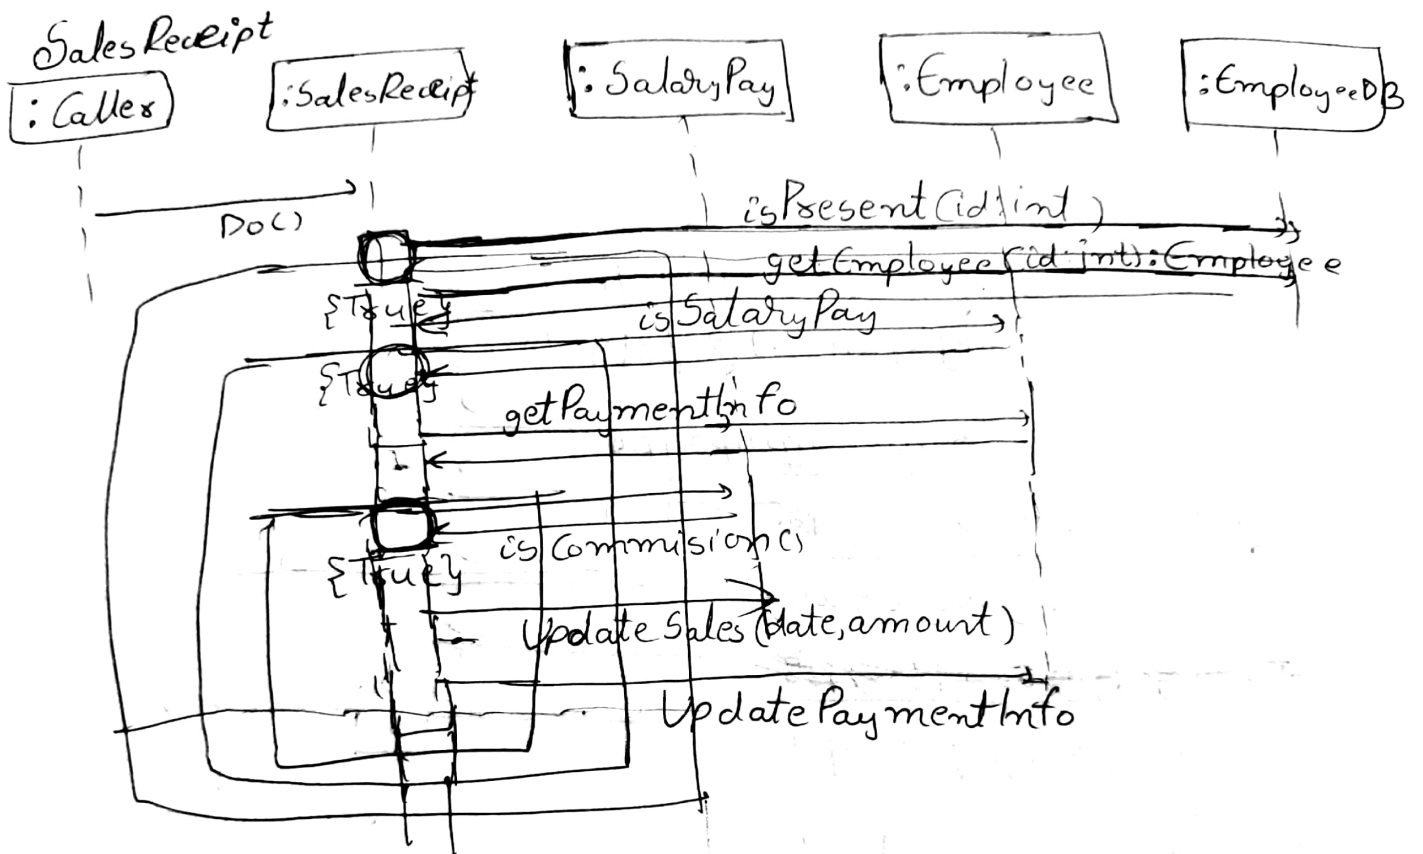 SalesReceipt
:Caller
:SalesReceipt
:SalaryPay
:Employee
:EmployeeDB
Do()
isPresent(id:int)
getEmployee(id:int):Employee
{True}
isSalaryPay
{True}
getPaymentInfo
isCommision()
{True}
UpdateSales(date,amount)
UpdatePaymentInfo